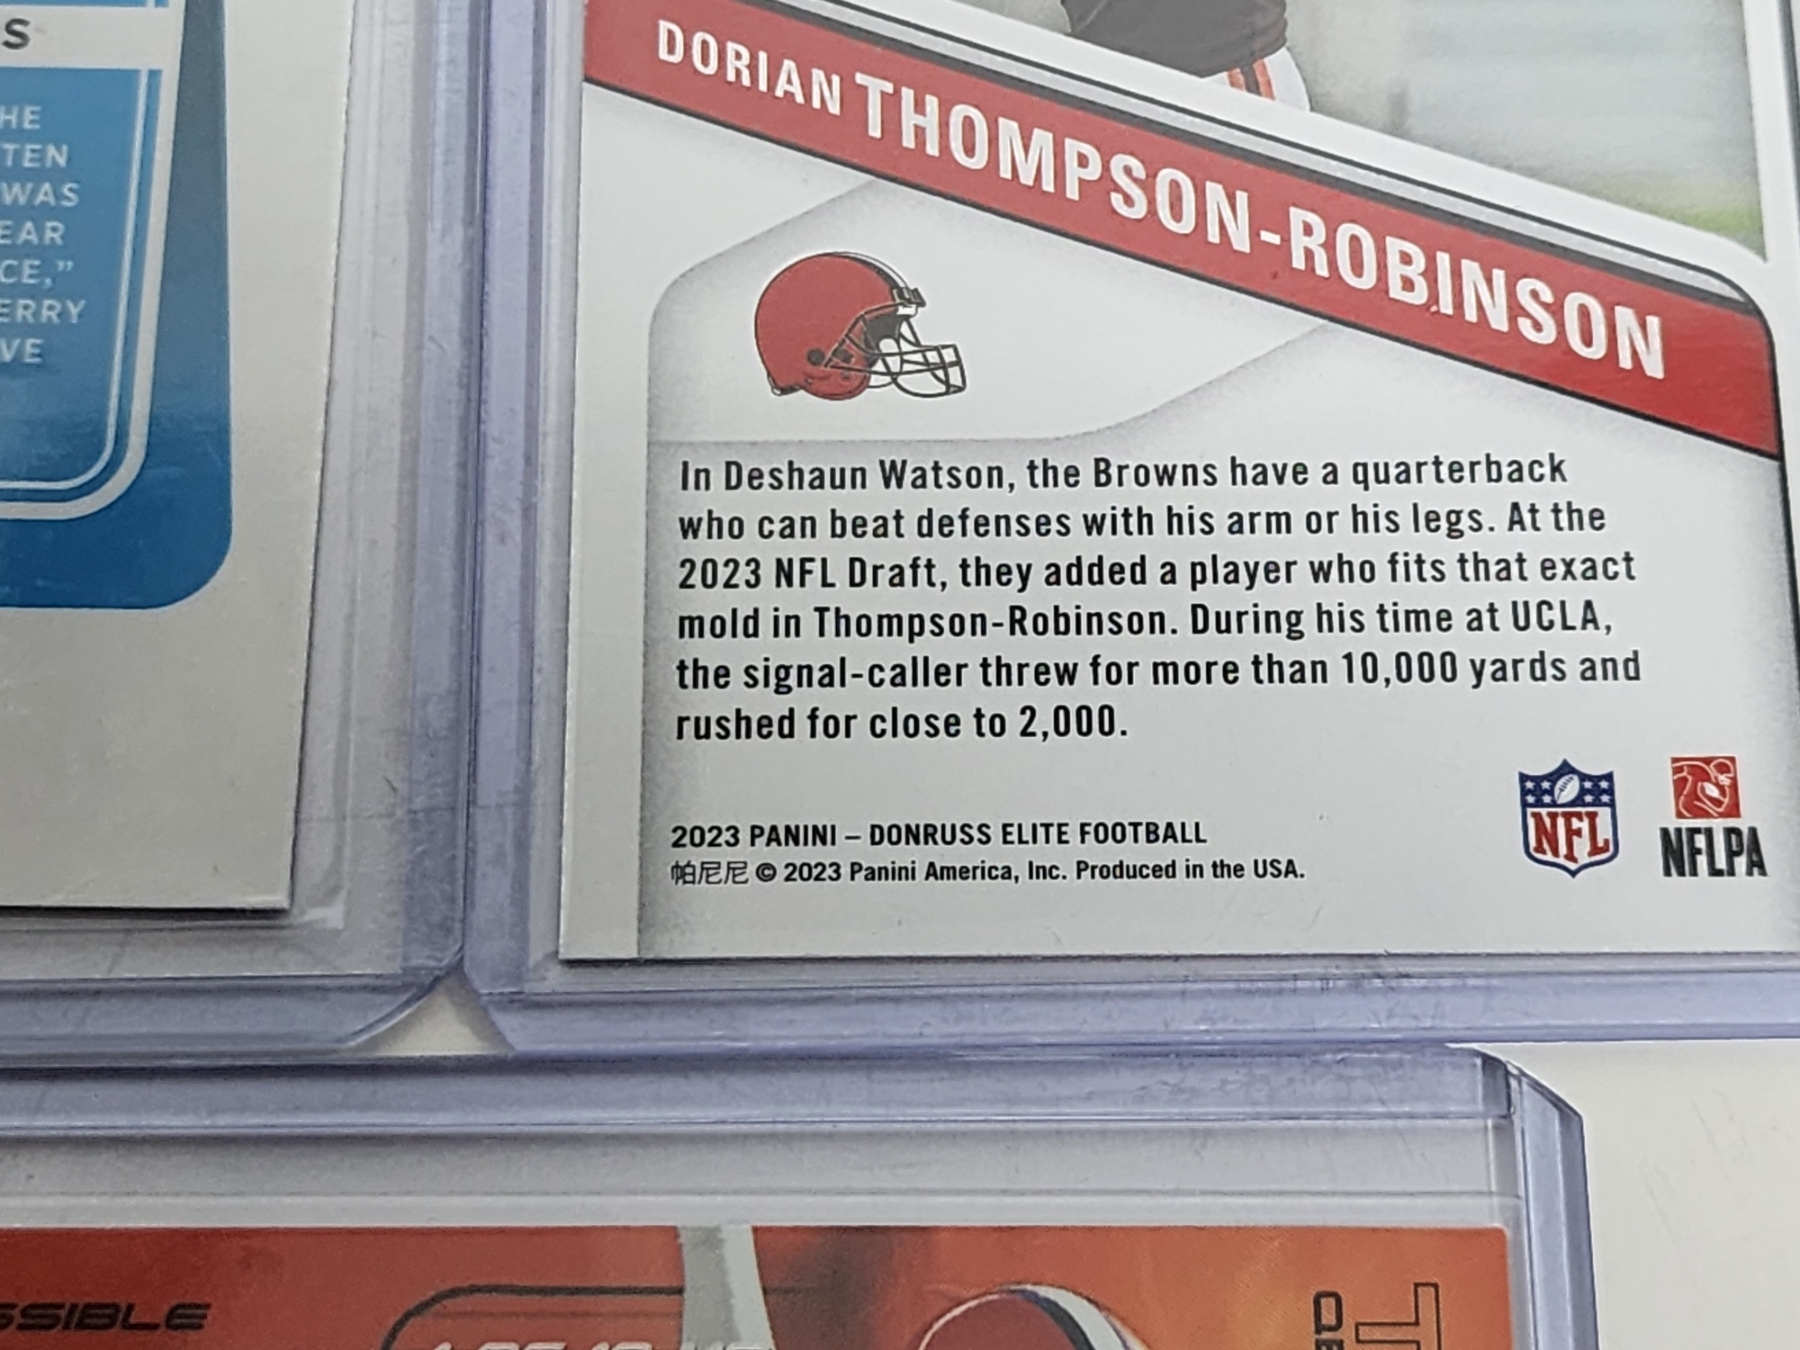 S
HE
TEN
WAS
EAR
CE,”
ERRY
VE
DORIAN THOMPSON-ROBINSON
In Deshaun Watson, the Browns have a quarterback
who can beat defenses with his arm or his legs. At the
2023 NFL Draft, they added a player who fits that exact
mold in Thompson-Robinson. During his time at UCLA,
the signal-caller threw for more than 10,000 yards and
rushed for close to 2,000.
2023 PANINI – DONRUSS ELITE FOOTBALL
帕尼尼 © 2023 Panini America, Inc. Produced in the USA.
NFL
NFLPA
SSIBLE